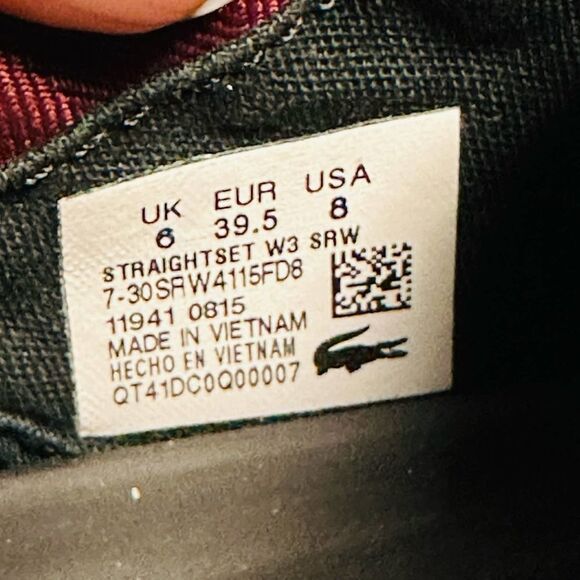 UK EUR USA
6 39.5 8
STRAIGHTSET W3 SRW
7-30SRW4115FD8
11941 0815
MADE IN VIETNAM
HECHO EN VIETNAM
QT41DC0Q00007